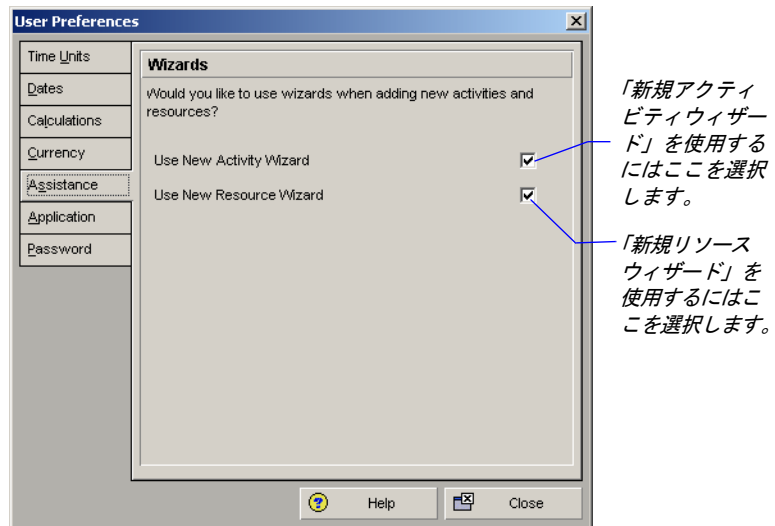 User Preferences
Time Units
Dates
Calculations
Currency
Assistance
Application
Password
Wizards
Would you like to use wizards when adding new activities and
resources?
Use New Activity Wizard
Use New Resource Wizard
Help
Close
「新規アクティ
ビティウィザー
ド」を使用する
にはここを選択
します。
「新規リソース
ウィザード」を
使用するにはこ
こを選択します。